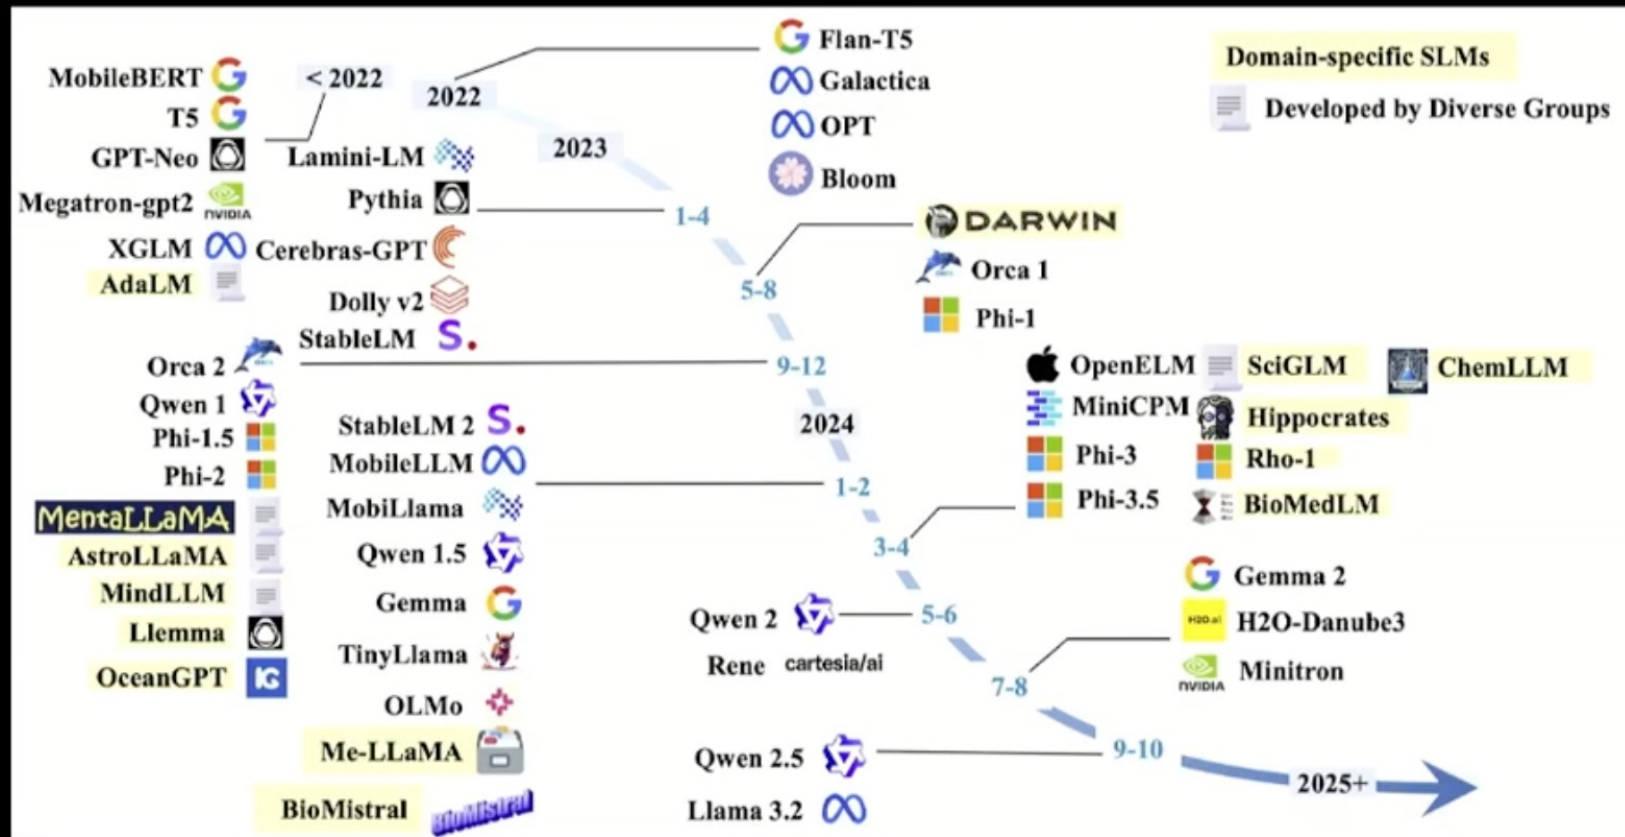 MobileBERT
T5
GPT-Neo
Megatron-gpt2
NVIDIA
XGLM
AdaLM
< 2022
2022
Flan-T5
Galactica
OPT
Bloom
Domain-specific SLMs
Developed by Diverse Groups
2023
Lamini-LM
Pythia
Cerebras-GPT
Dolly v2
StableLM
S.
1-4
DARWIN
Orca 1
Phi-1
5-8
Orca 2
Qwen 1
Phi-1.5
Phi-2
MentaLLaMA
AstroLLaMA
MindLLM
Llemma
OceanGPT
IG
9-12
2024
StableLM 2
S.
MobileLLM
MobiLlama
Qwen 1.5
Gemma
TinyLlama
OLMo
Me-LLaMA
BioMistral
BioMistral
1-2
OpenELM
MiniCPM
Phi-3
Phi-3.5
SciGLM
ChemLLM
Hippocrates
Rho-1
BioMedLM
3-4
Qwen 2
Rene cartesia/ai
5-6
Gemma 2
H2O.ai
H2O-Danube3
NVIDIA
Minitron
7-8
Qwen 2.5
Llama 3.2
9-10
2025+